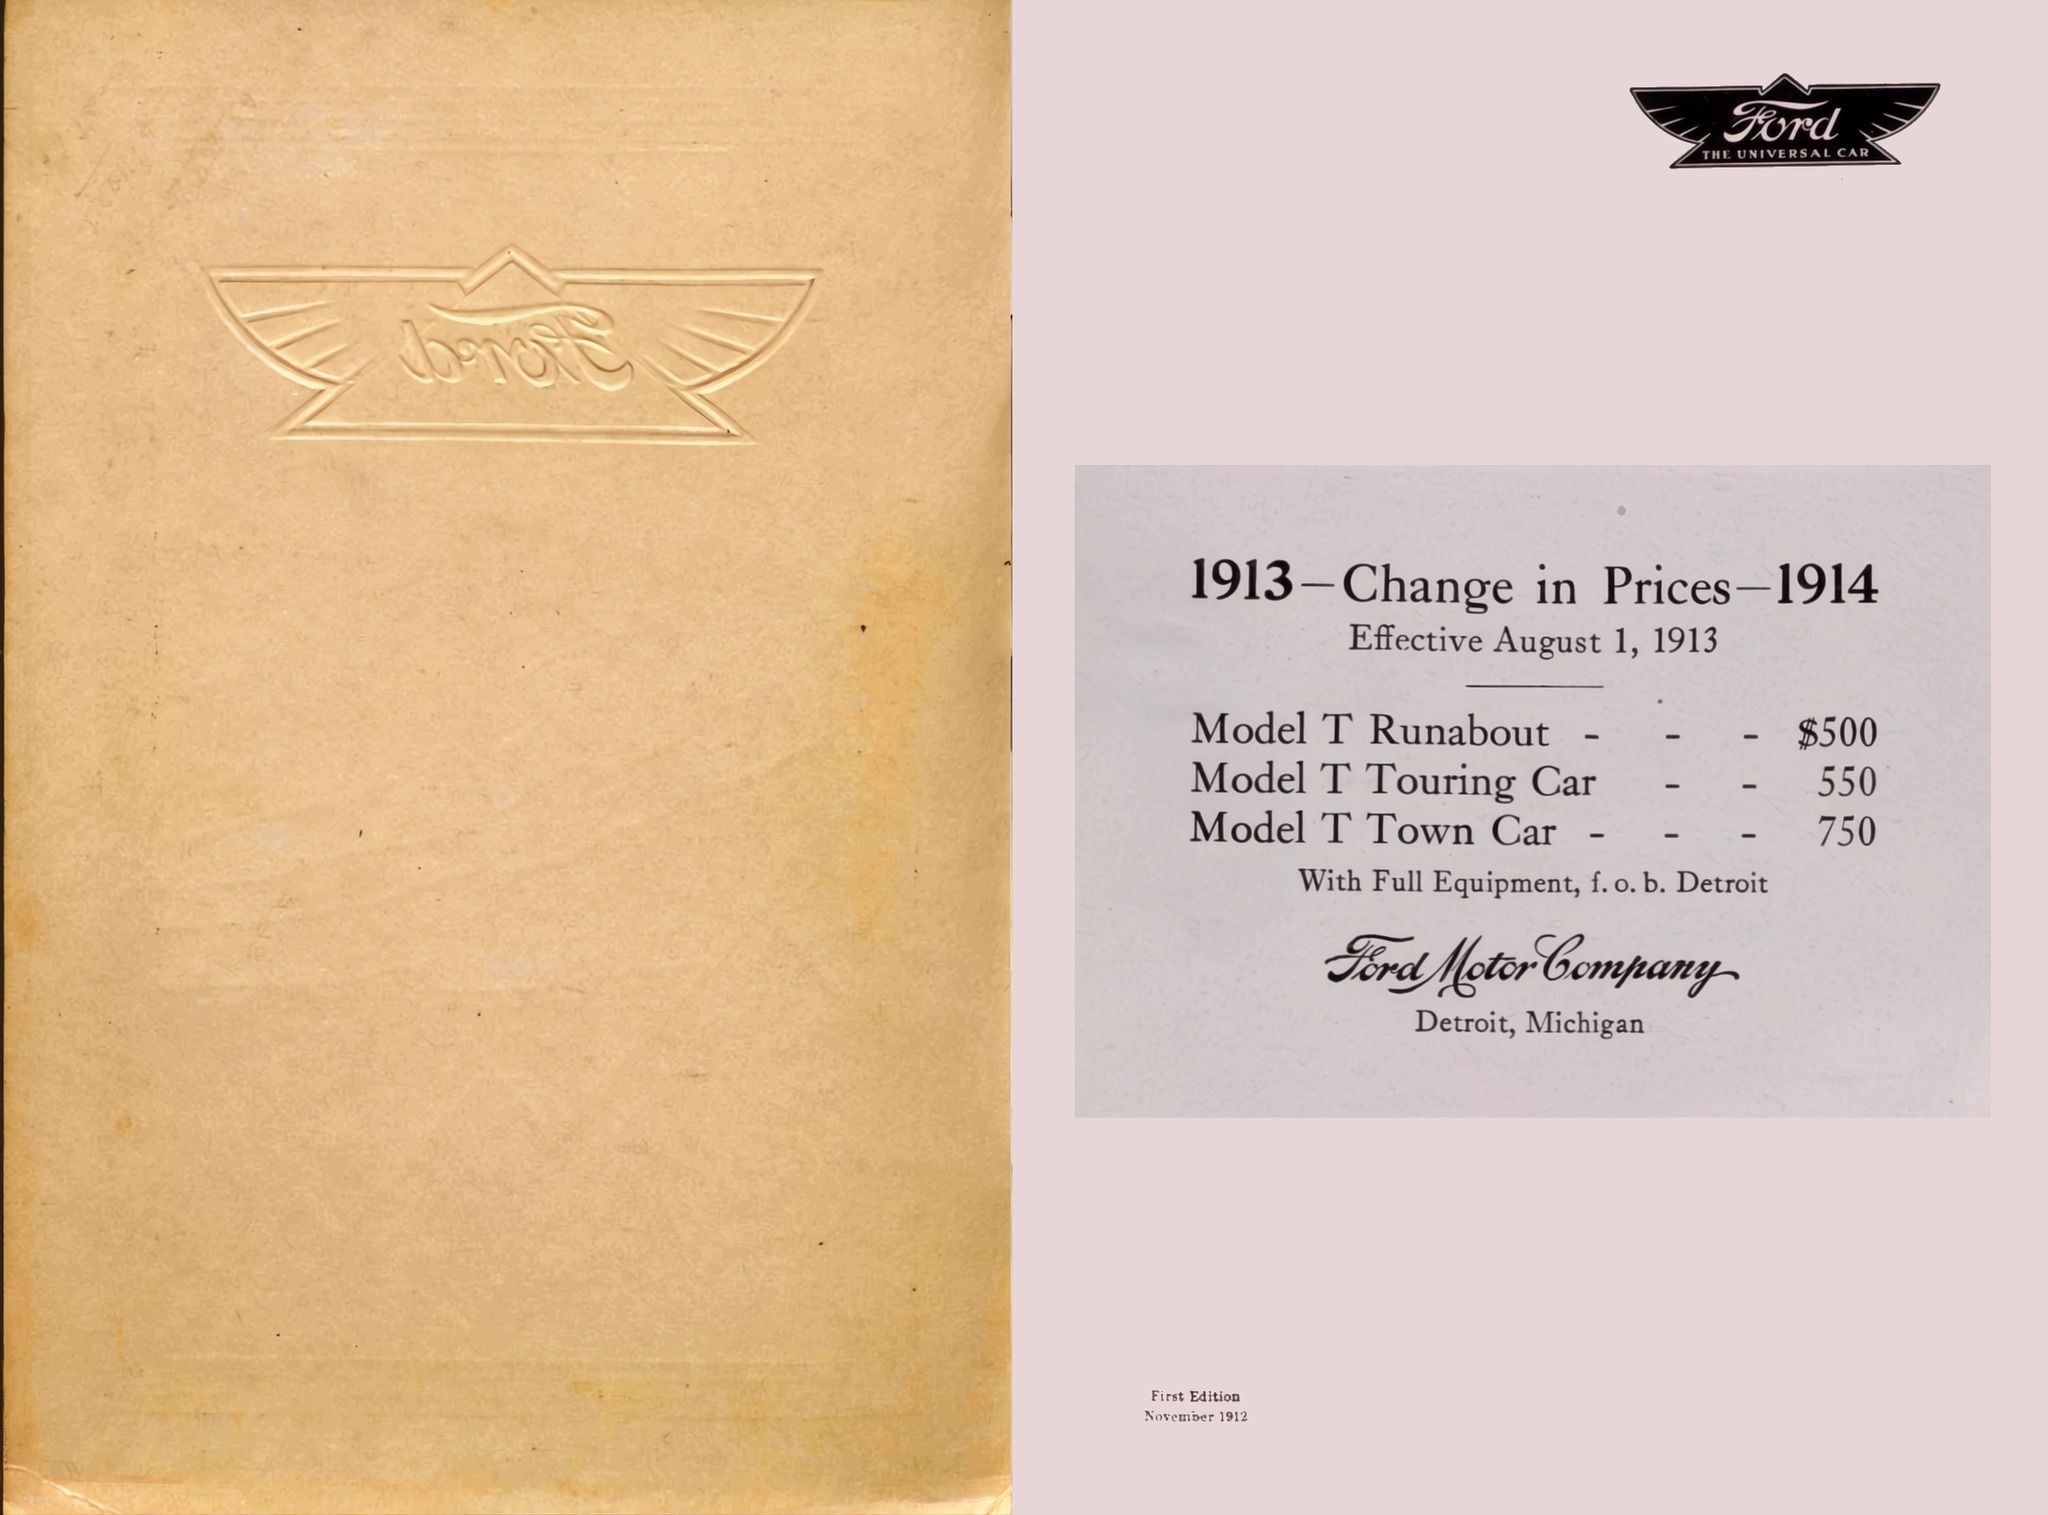 Ford
Ford
THE UNIVERSAL CAR
1913—Change in Prices—1914
Effective August 1, 1913
Model T Runabout - - - $500
Model T Touring Car - - 550
Model T Town Car - - - 750
With Full Equipment, f. o. b. Detroit
Ford Motor Company
Detroit, Michigan
First Edition
November 1912